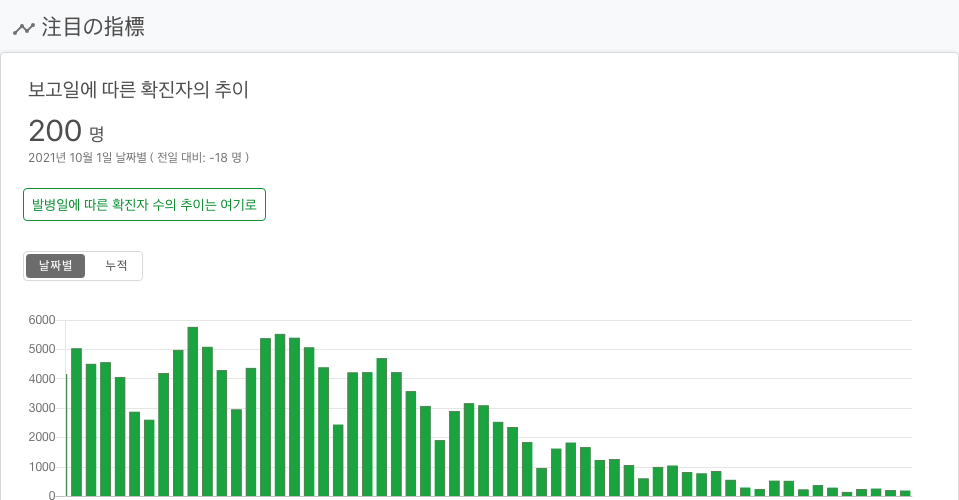 注目の指標
보고일에 따른 확진자의 추이
200 명
2021년 10월 1일 날짜별 ( 전일 대비: -18 명 )
발병일에 따른 확진자 수의 추이는 여기로
날짜별 누적
6000
5000
4000
3000
2000
1000
0